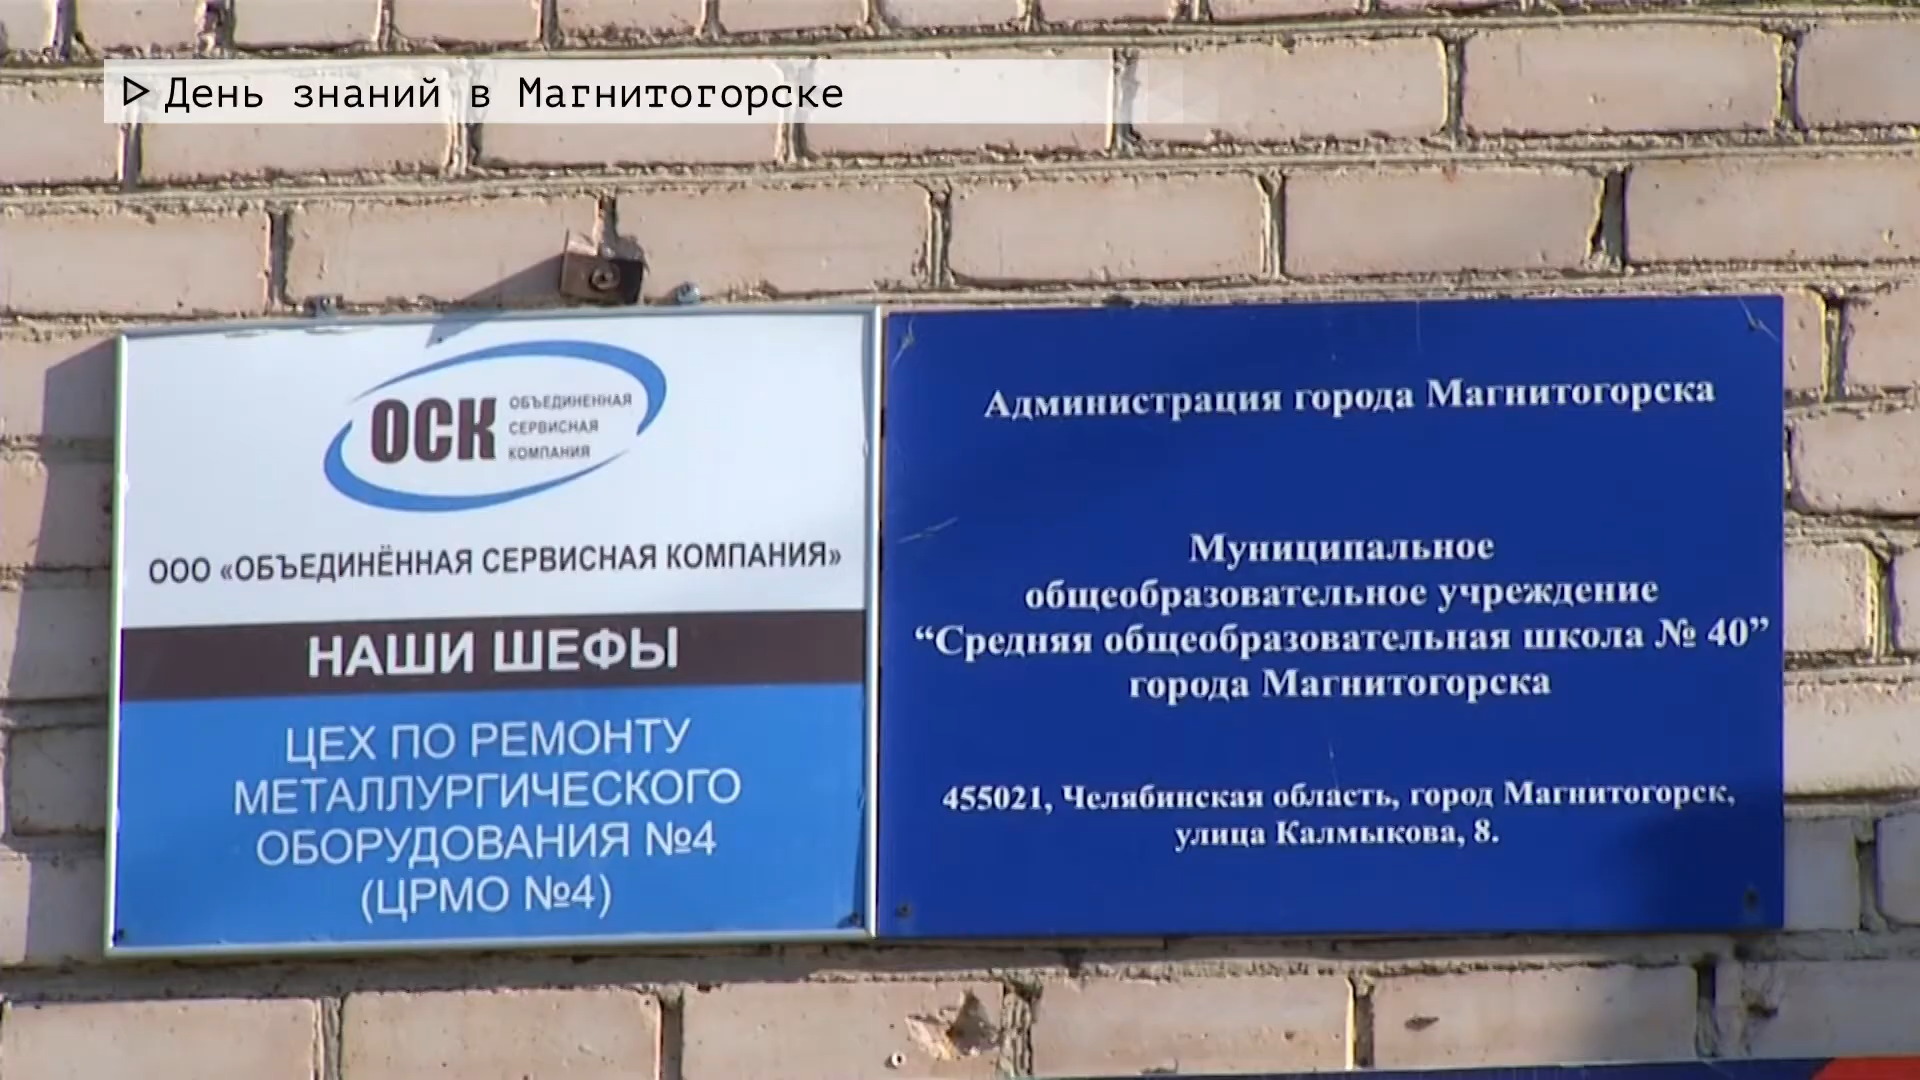 День знаний в Магнитогорске
ОСК
ОБЪЕДИНЕННАЯ
СЕРВИСНАЯ
КОМПАНИЯ
ООО «ОБЪЕДИНЁННАЯ СЕРВИСНАЯ КОМПАНИЯ»
НАШИ ШЕФЫ
ЦЕХ ПО РЕМОНТУ
МЕТАЛЛУРГИЧЕСКОГО
ОБОРУДОВАНИЯ №4
(ЦРМО №4)
Администрация города Магнитогорска
Муниципальное
общеобразовательное учреждение
“Средняя общеобразовательная школа № 40”
города Магнитогорска
455021, Челябинская область, город Магнитогорск,
улица Калмыкова, 8.